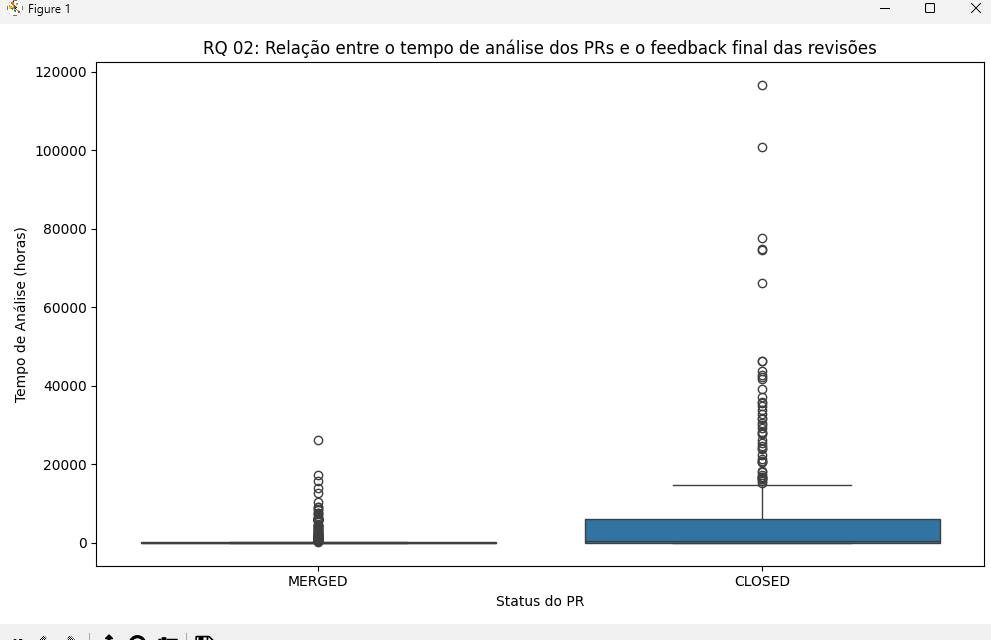 Figure 1
RQ 02: Relação entre o tempo de análise dos PRs e o feedback final das revisões
120000
100000
80000
60000
40000
20000
0
Tempo de Análise (horas)
MERGED
CLOSED
Status do PR